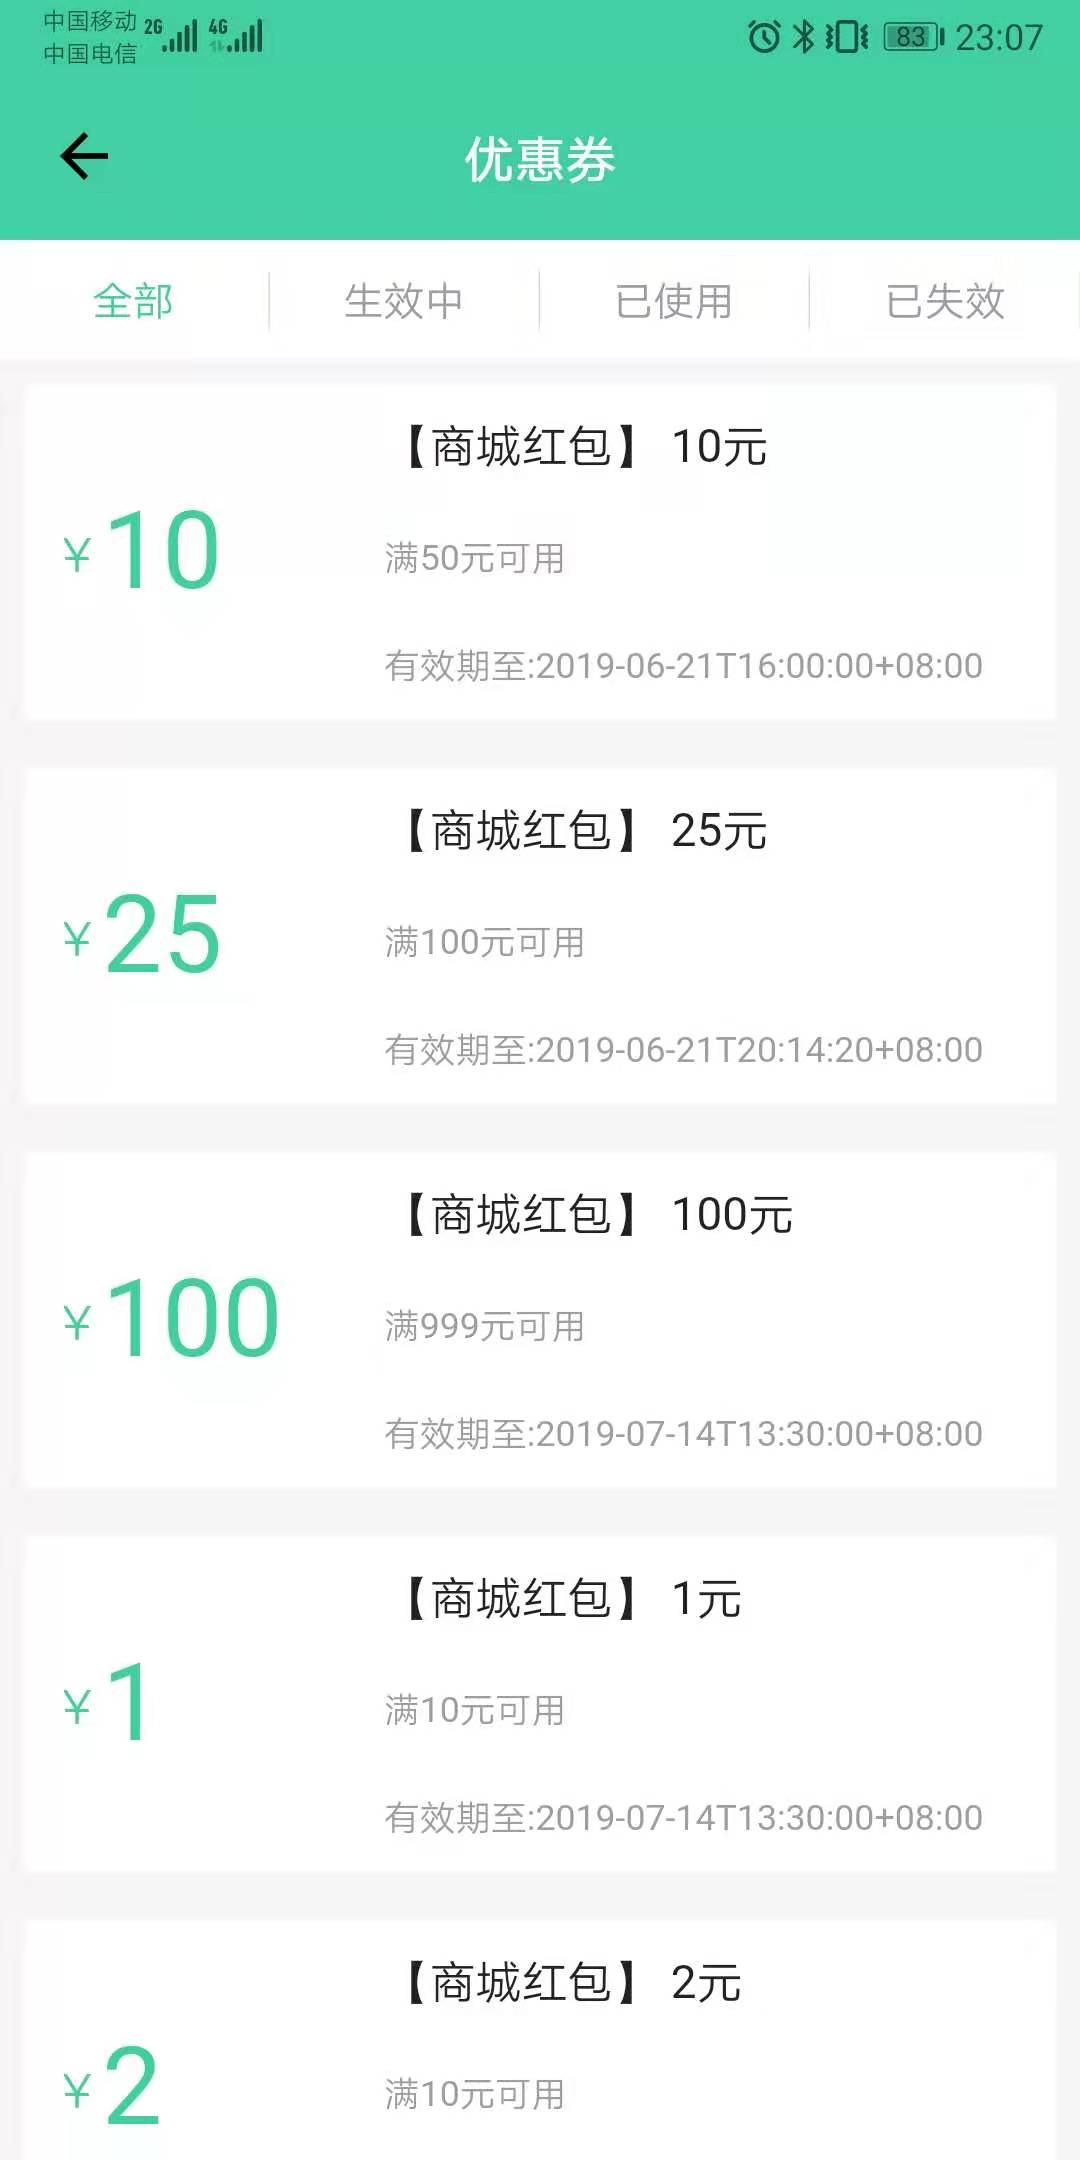 中国移动 2G 4G 83 23:07
中国电信
优惠券
全部 生效中 已使用 已失效
【商城红包】 10元
¥10
满50元可用
有效期至:2019-06-21T16:00:00+08:00
【商城红包】 25元
¥25
满100元可用
有效期至:2019-06-21T20:14:20+08:00
【商城红包】 100元
¥100
满999元可用
有效期至:2019-07-14T13:30:00+08:00
【商城红包】 1元
¥1
满10元可用
有效期至:2019-07-14T13:30:00+08:00
【商城红包】 2元
¥2
满10元可用